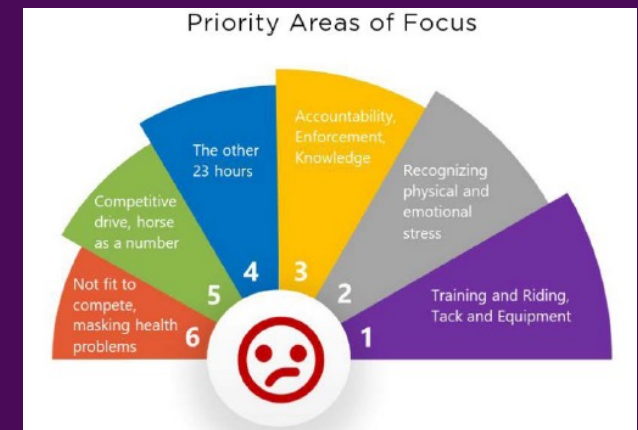 Priority Areas of Focus
Accountability,
Enforcement,
Knowledge
3
The other
23 hours
4
Recognizing
physical and
emotional
stress
2
Competitive
drive, horse
as a number
5
Training and Riding,
Tack and Equipment
1
Not fit to
compete,
masking health
problems
6